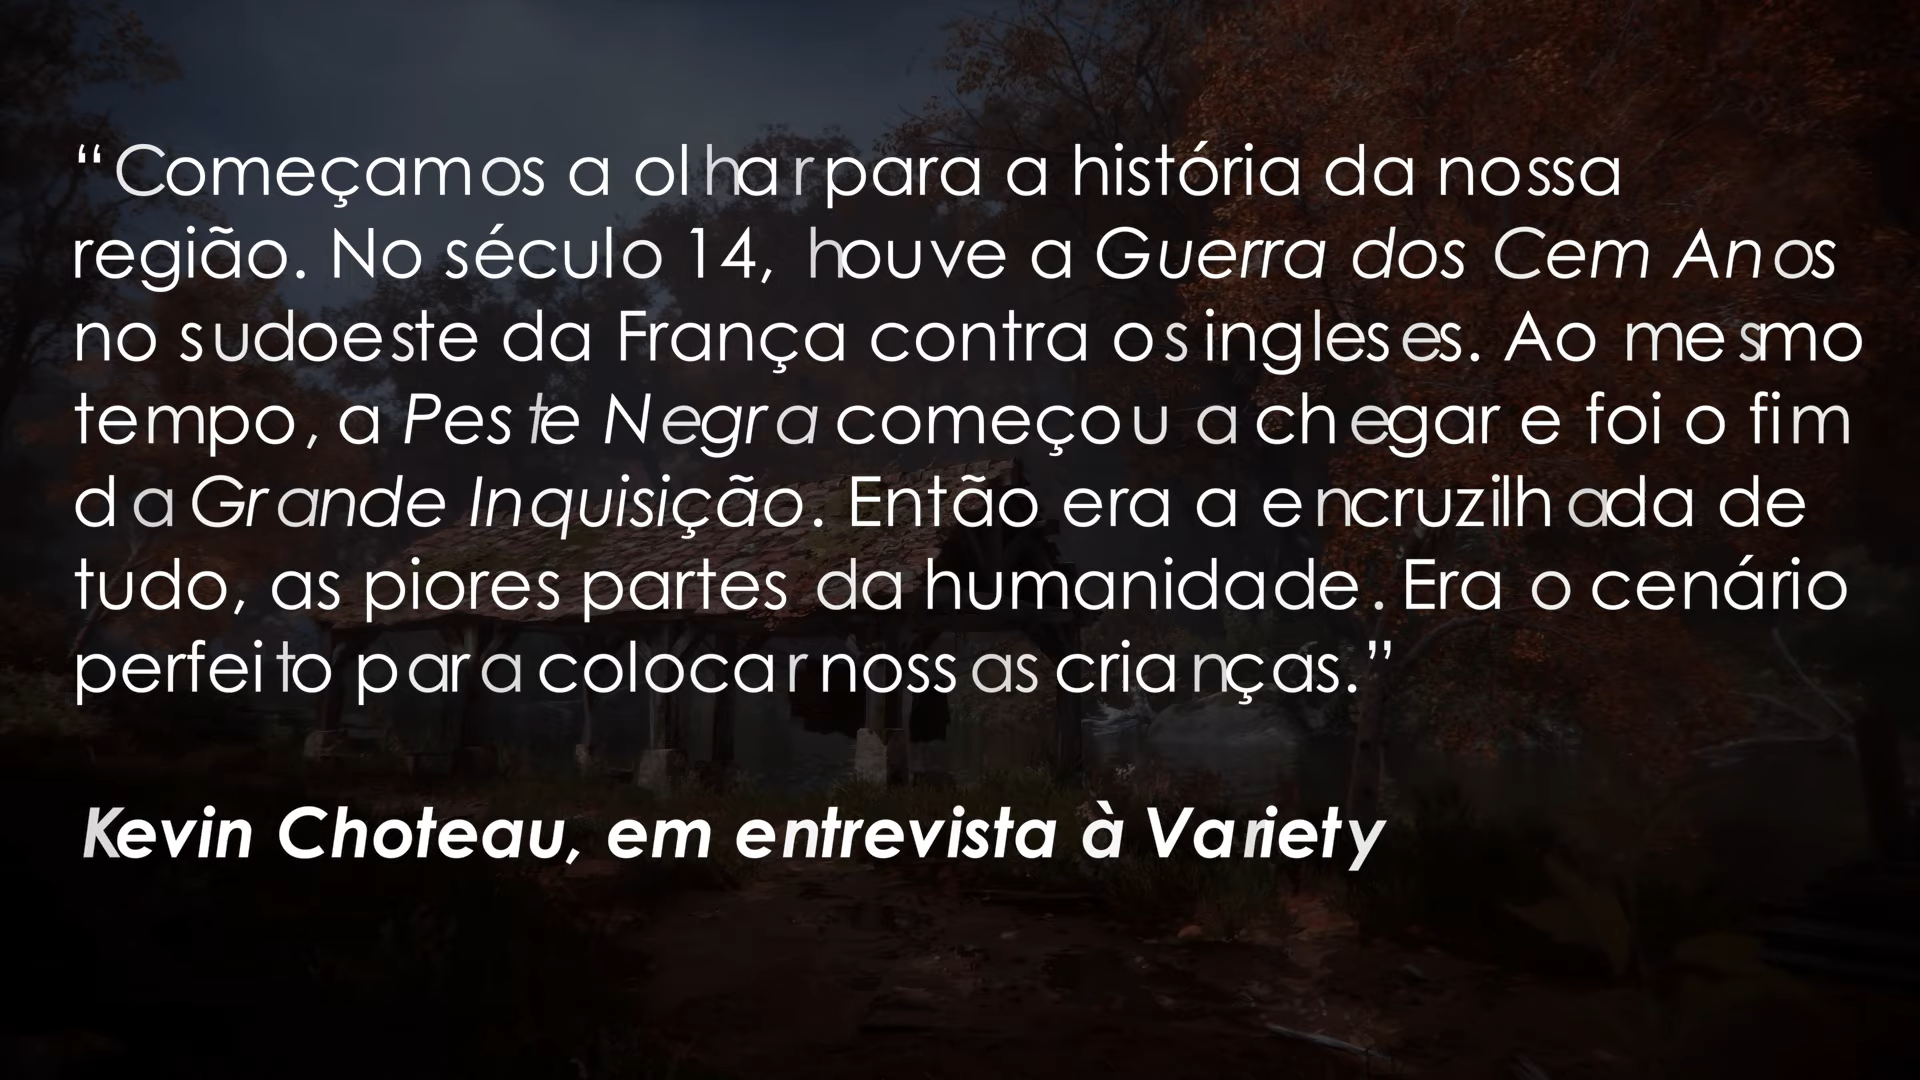 “Começamos a olhar para a história da nossa
região. No século 14, houve a Guerra dos Cem Anos
no sudoeste da França contra os ingleses. Ao mesmo
tempo, a Peste Negra começou a chegar e foi o fim
da Grande Inquisição. Então era a encruzilhada de
tudo, as piores partes da humanidade. Era o cenário
perfeito para colocar nossas crianças.”
Kevin Choteau, em entrevista à Variety